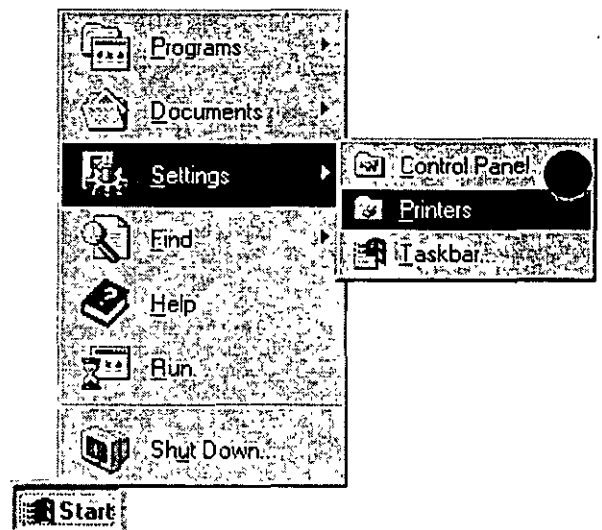 Programs
Documents
Settings
Find
Help
Run...
Shut Down...
Control Panel
Printers
Taskbar...
Start